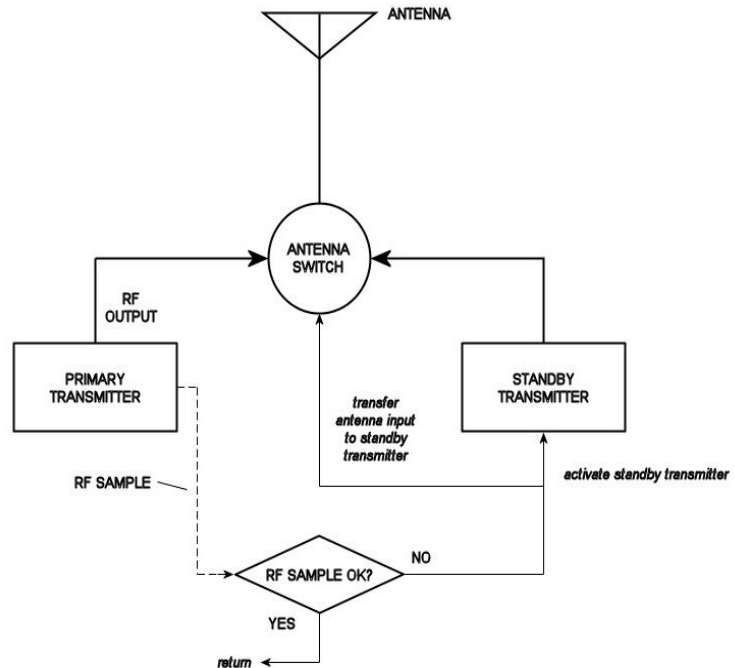 ANTENNA
ANTENNA
SWITCH
RF
OUTPUT
PRIMARY
TRANSMITTER
STANDBY
TRANSMITTER
transfer
antenna input
to standby
transmitter
activate standby transmitter
RF SAMPLE
NO
RF SAMPLE OK?
YES
return